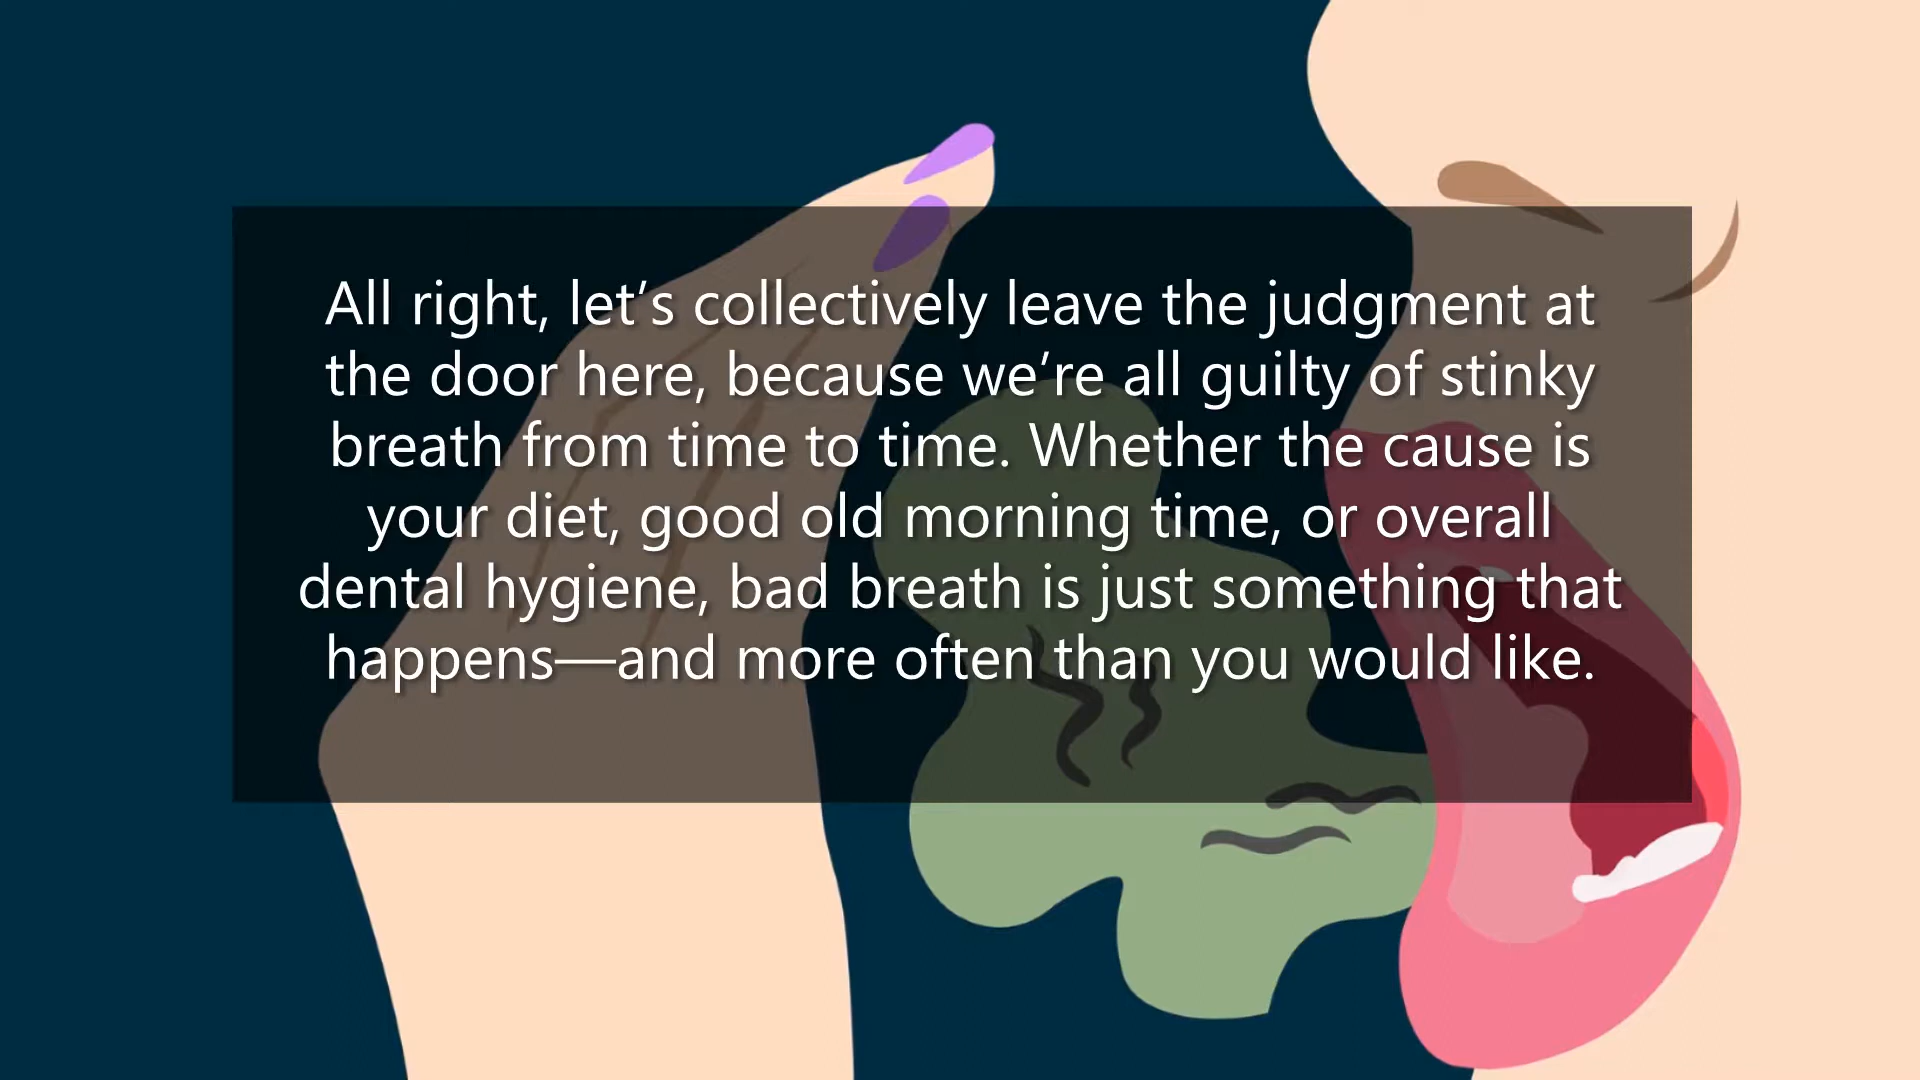 All right, let’s collectively leave the judgment at
the door here, because we’re all guilty of stinky
breath from time to time. Whether the cause is
your diet, good old morning time, or overall
dental hygiene, bad breath is just something that
happens—and more often than you would like.